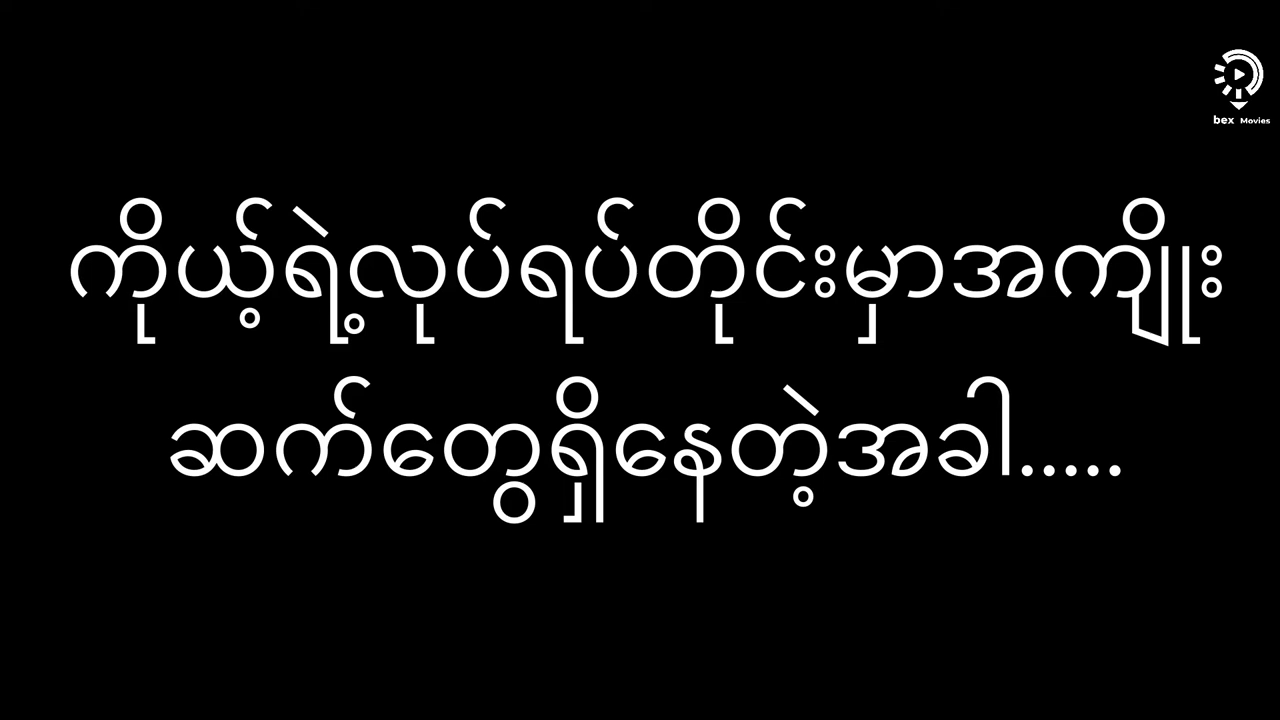 bex Movies
ကိုယ့်ရဲ့လုပ်ရပ်တိုင်းမှာအကျိုး
ဆက်တွေရှိနေတဲ့အခါ.....